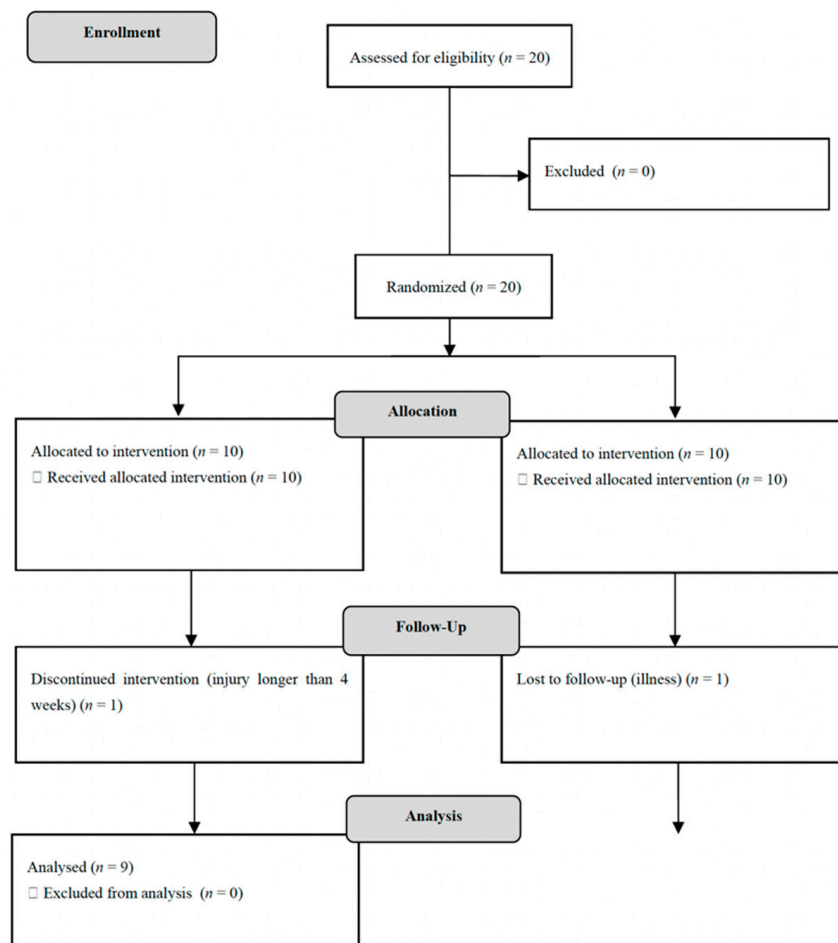 Enrollment
Assessed for eligibility (n = 20)
Excluded (n = 0)
Randomized (n = 20)
Allocation
Allocated to intervention (n = 10)
□ Received allocated intervention (n = 10)
Allocated to intervention (n = 10)
□ Received allocated intervention (n = 10)
Follow-Up
Discontinued intervention (injury longer than 4
weeks) (n = 1)
Lost to follow-up (illness) (n = 1)
Analysis
Analysed (n = 9)
□ Excluded from analysis (n = 0)